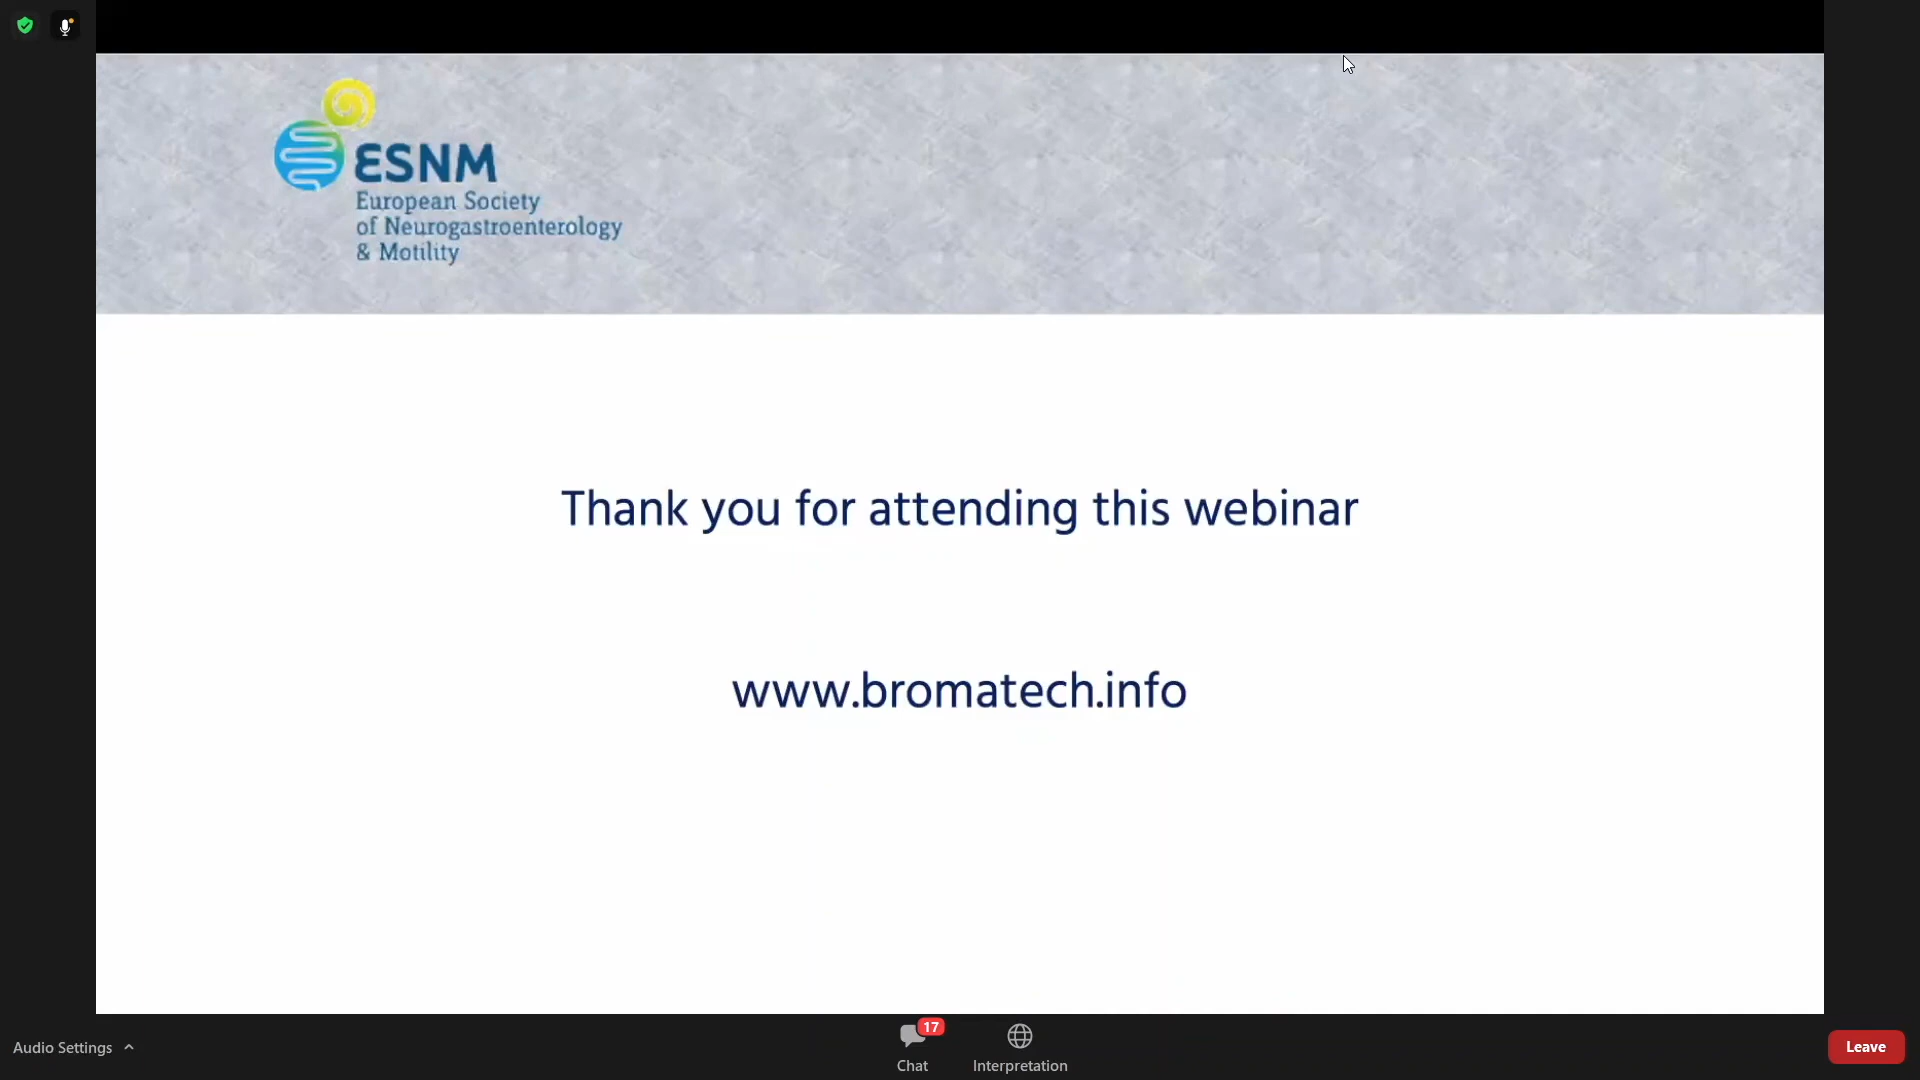 ESNM
European Society
of Neurogastroenterology
& Motility
Thank you for attending this webinar
www.bromatech.info
Audio Settings
17
Chat
Interpretation
Leave